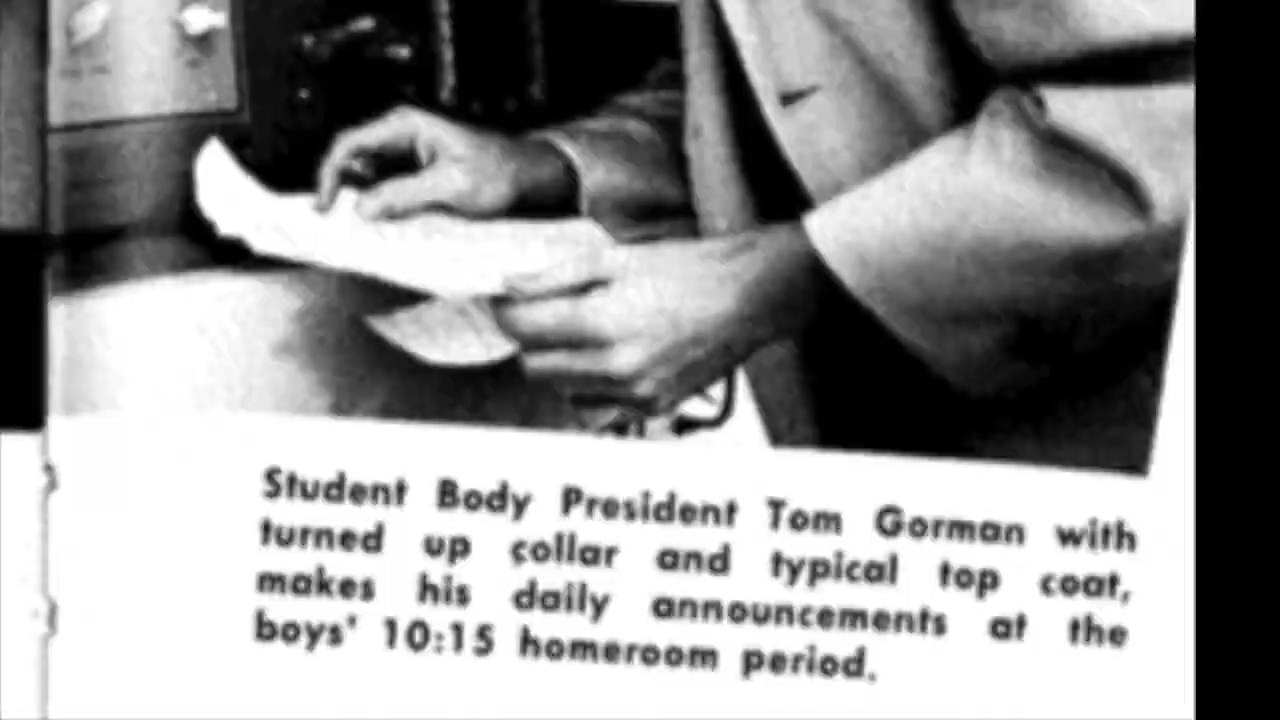 Student Body President Tom Gorman with
turned up collar and typical top coat,
makes his daily announcements at the
boys' 10:15 homeroom period.